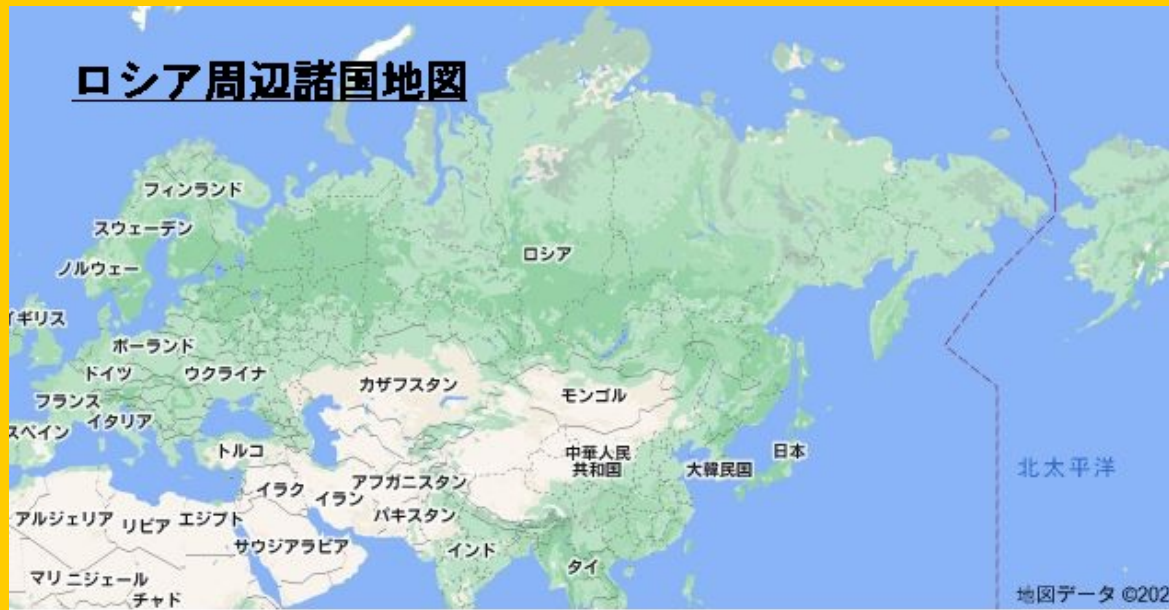 ロシア周辺諸国地図
フィンランド
スウェーデン
ロシア
ノルウェー
イギリス
ポーランド
ドイツ
ウクライナ
カザフスタン
モンゴル
フランス
イタリア
スペイン
トルコ
中華人民
共和国
大韓民国
日本
北太平洋
イラク
イラン
アフガニスタン
パキスタン
アルジェリア
リビア
エジプト
サウジアラビア
インド
タイ
マリ
ニジェール
チャド
地図データ ©202